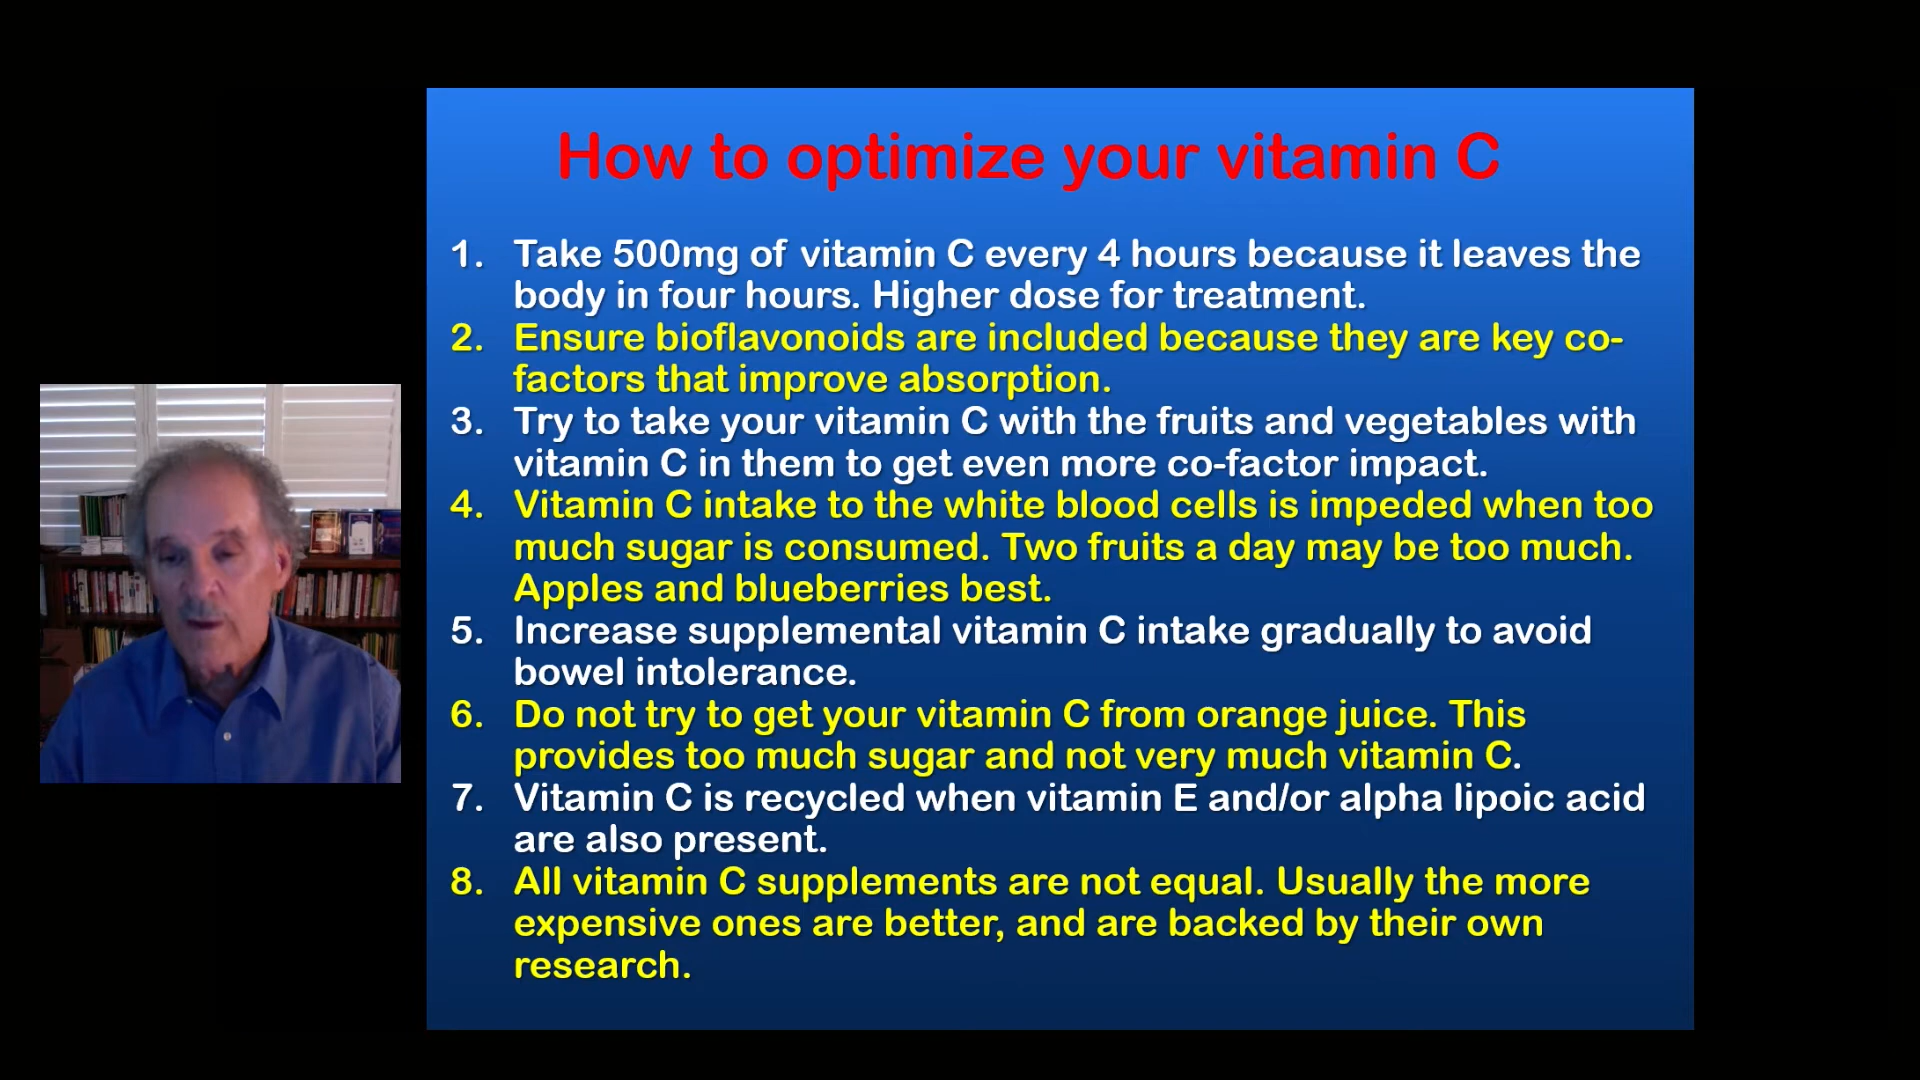 How to optimize your vitamin C
1. Take 500mg of vitamin C every 4 hours because it leaves the
body in four hours. Higher dose for treatment.
2. Ensure bioflavonoids are included because they are key co-
factors that improve absorption.
3. Try to take your vitamin C with the fruits and vegetables with
vitamin C in them to get even more co-factor impact.
4. Vitamin C intake to the white blood cells is impeded when too
much sugar is consumed. Two fruits a day may be too much.
Apples and blueberries best.
5. Increase supplemental vitamin C intake gradually to avoid
bowel intolerance.
6. Do not try to get your vitamin C from orange juice. This
provides too much sugar and not very much vitamin C.
7. Vitamin C is recycled when vitamin E and/or alpha lipoic acid
are also present.
8. All vitamin C supplements are not equal. Usually the more
expensive ones are better, and are backed by their own
research.